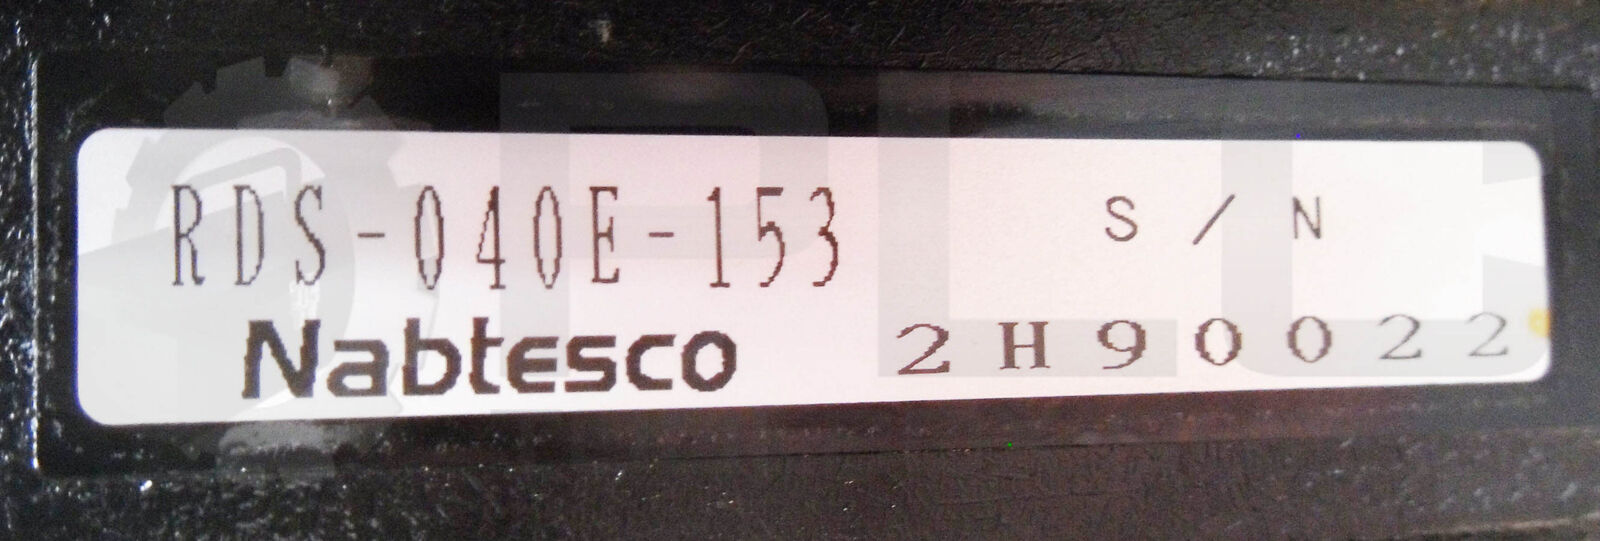 RDS-040E-153 S/N
Nabtesco 2H90022